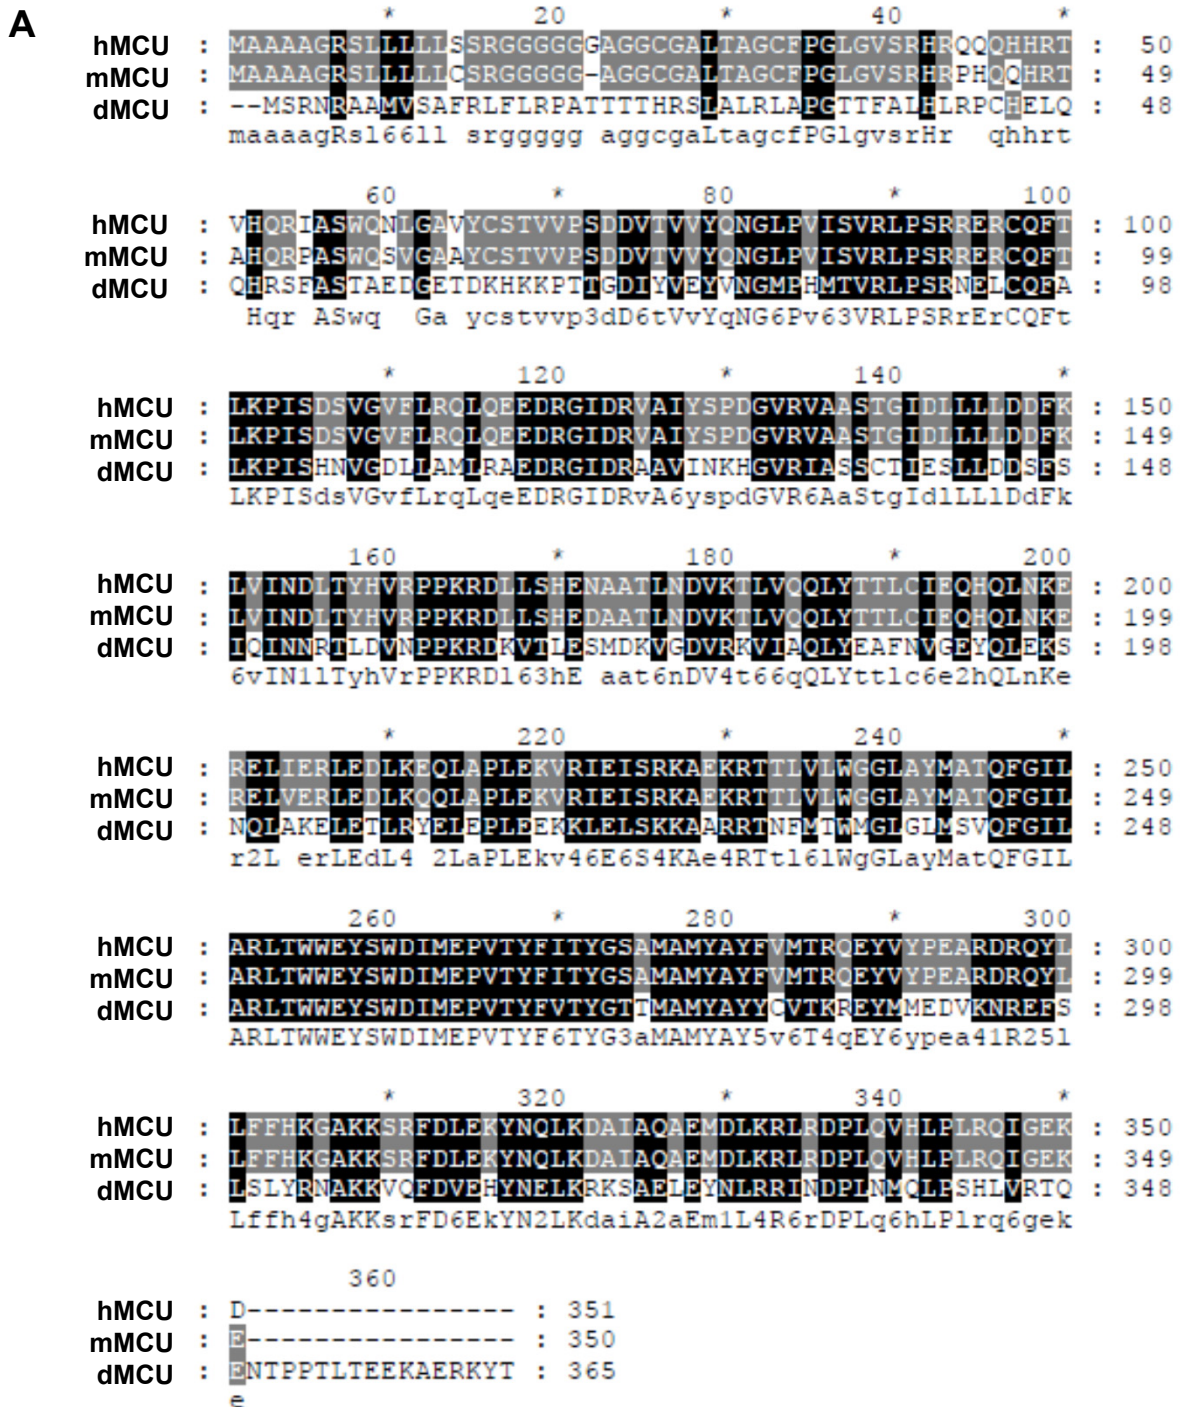 A
* 20 * 40 *
hMCU : MAAAAGRSLLLLLSSRGGGGGGAGGCGALTAGCFPGLGVSRHRQQQHHRT : 50
mMCU : MAAAAGRSLLLLLCSRGGGGG-AGGCGALTAGCFPGLGVSRHRPHQQHRT : 49
dMCU : --MSRNRAAMVSAFRLFLRPATTTTHRSLALRLAPGTTFALHLRPCHELQ : 48
maaaagRsl66ll srggggg aggcgaLtagcfPGlgvsrHr qhhrt
60 * 80 * 100
hMCU : VHQRIASWQNLGAVYCSTVVPSDDVTVVYQNGLPVISVRLPSRRERCQFT : 100
mMCU : AHQRPASWQSVGAAYCSTVVPSDDVTVVYQNGLPVISVRLPSRRERCQFT : 99
dMCU : QHRSFASTAEDGETDKHKKPTTGDIYVEYVNGMPHMTVRLPSRNELCQFA : 98
Hqr ASwq Ga ycstvvp3dD6tVvYqNG6Pv63VRLPSRrErCQFt
* 120 * 140 *
hMCU : LKPISDSVGVFLRQLQEEDRGIDRVAIYSPDGVRVAASTGIDLLLLDDFK : 150
mMCU : LKPISDSVGVFLRQLQEEDRGIDRVAIYSPDGVRVAASTGIDLLLLDDFK : 149
dMCU : LKPISHNVGDLLAMLRAEDRGIDRAAVINKHGVRIASSCTIESLLDDSFS : 148
LKPISdsVGvfLrqLqeEDRGIDRvA6yspdGVR6AaStgIdlLLlDdFk
160 * 180 * 200
hMCU : LVINDLTYHVRPPKRDLLSHENAATLNDVKTLVQQLYTTLCIEQHQLNKE : 200
mMCU : LVINDLTYHVRPPKRDLLSHEDAATLNDVKTLVQQLYTTLCIEQHQLNKE : 199
dMCU : IQINNRTLDVNPPKRDKVTLESMDKVGDVRKVIAQLYEAFNVGEYQLEKS : 198
6vIN1lTyhVrPPKRDl63hE aat6nDV4t66qQLYttlc6e2hQLnKe
* 220 * 240 *
hMCU : RELIERLEDLKEQLAPLEKVRIEISRKAEKRTTLVLWGGLAYMATQFGIL : 250
mMCU : RELVERLEDLKQQLAPLEKVRIEISRKAEKRTTLVLWGGLAYMATQFGIL : 249
dMCU : NQLAKELETLRYELEPLEEKKLELSKKAARRTNFMTWMGLGLMSVQFGIL : 248
r2L erLEdL4 2LaPLEkv46E6S4KAe4RTtl6lWgGLayMatQFGIL
260 * 280 * 300
hMCU : ARLTWWEYSWDIMEPVTYFITYGSAMAMYAYFVMTRQEYVYPEARDRQYL : 300
mMCU : ARLTWWEYSWDIMEPVTYFITYGSAMAMYAYFVMTRQEYVYPEARDRQYL : 299
dMCU : ARLTWWEYSWDIMEPVTYFVTYGTTMAMYAYYCVTKREYMMEDVKNREFS : 298
ARLTWWEYSWDIMEPVTYF6TYG3aMAMYAY5v6T4qEY6ypea41R25l
* 320 * 340 *
hMCU : LFFHKGAKKSRFDLEKYNQLKDAIAQAEMDLKRLRDPLQVHLPLRQIGEK : 350
mMCU : LFFHKGAKKSRFDLEKYNQLKDAIAQAEMDLKRLRDPLQVHLPLRQIGEK : 349
dMCU : LSLYRNAKKVQFDVEHYNELKRKSAELEYNLRRINDPLNMQLPSHLVRTQ : 348
Lffh4gAKKsrFD6EkYN2LKdaiA2aEm1L4R6rDPLq6hLPlrq6gek
360
hMCU : D---------------- : 351
mMCU : E---------------- : 350
dMCU : ENTPPTLTEEKAERKYT : 365
e